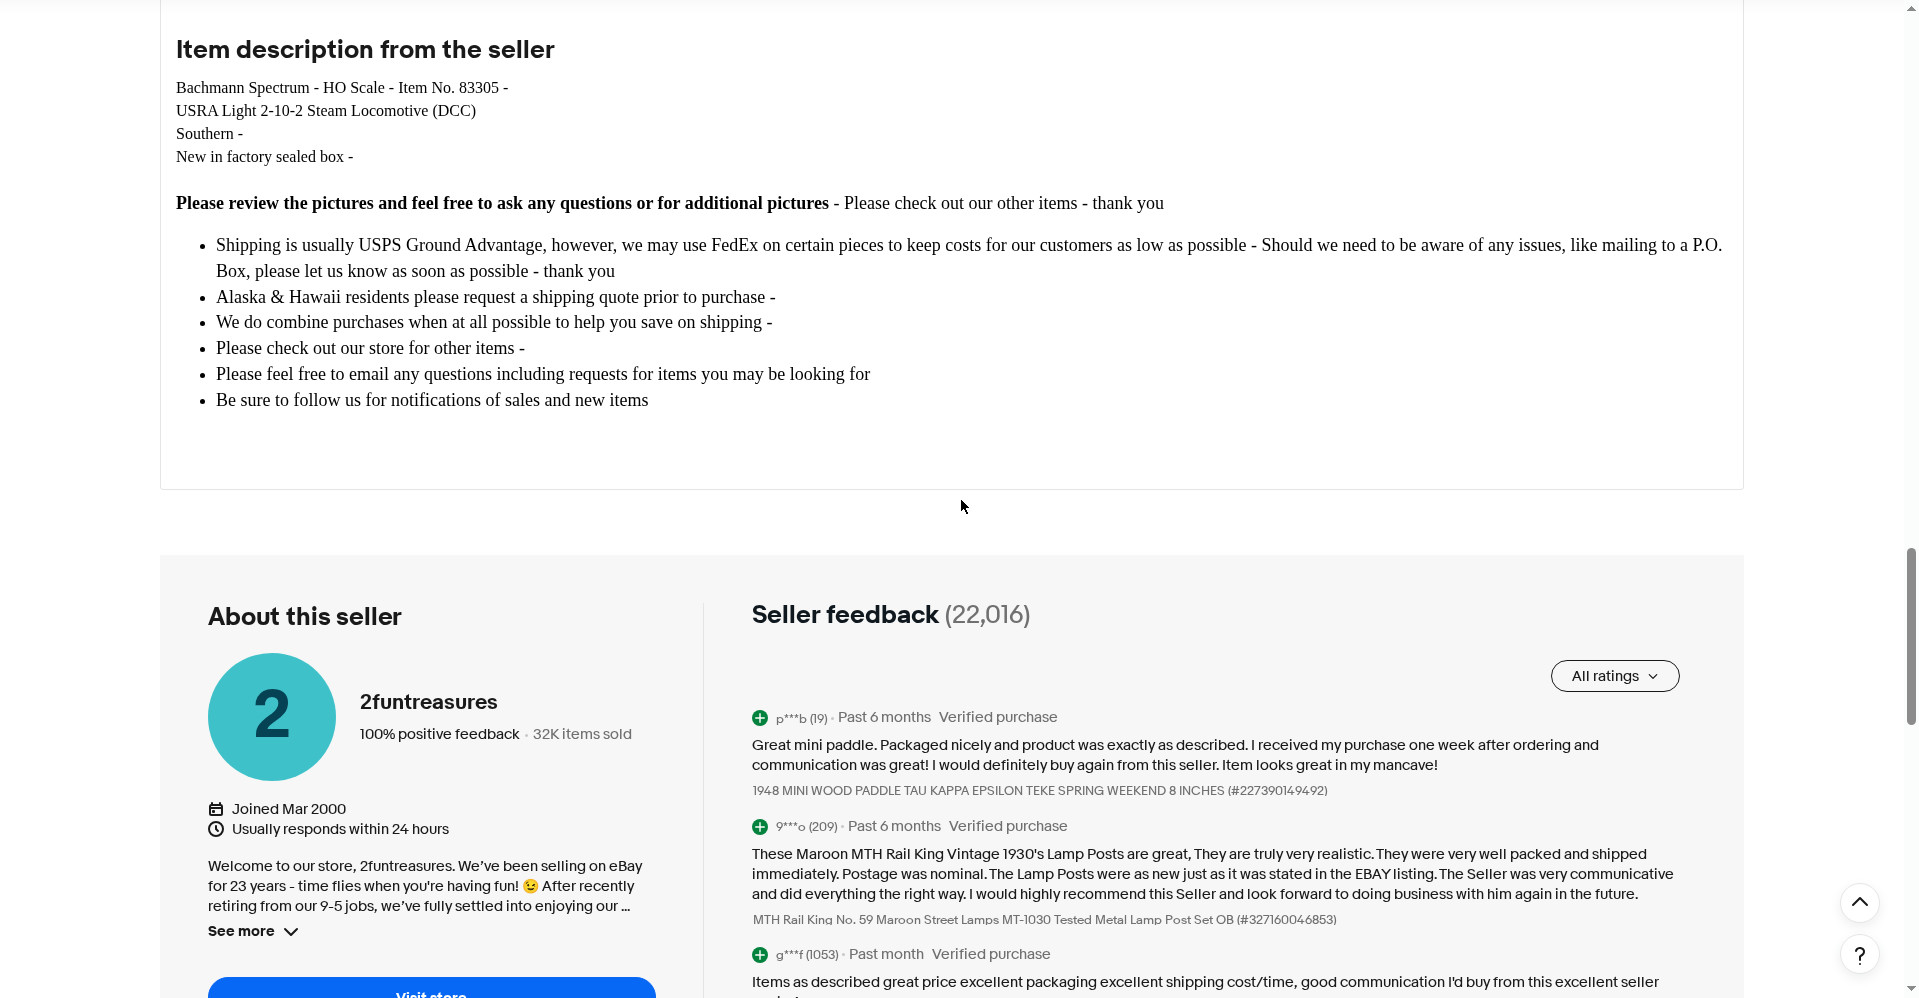 Item description from the seller
Bachmann Spectrum - HO Scale - Item No. 83305 -
USRA Light 2-10-2 Steam Locomotive (DCC)
Southern -
New in factory sealed box -
Please review the pictures and feel free to ask any questions or for additional pictures - Please check out our other items - thank you
• Shipping is usually USPS Ground Advantage, however, we may use FedEx on certain pieces to keep costs for our customers as low as possible - Should we need to be aware of any issues, like mailing to a P.O.
Box, please let us know as soon as possible - thank you
• Alaska & Hawaii residents please request a shipping quote prior to purchase -
• We do combine purchases when at all possible to help you save on shipping -
• Please check out our store for other items -
• Please feel free to email any questions including requests for items you may be looking for
• Be sure to follow us for notifications of sales and new items
About this seller
2
2funtreasures
100% positive feedback · 32K items sold
Joined Mar 2000
Usually responds within 24 hours
Welcome to our store, 2funtreasures. We’ve been selling on eBay
for 23 years - time flies when you're having fun! 😉 After recently
retiring from our 9-5 jobs, we’ve fully settled into enjoying our ...
See more
Visit store
Seller feedback (22,016)
All ratings
p***b (19) · Past 6 months Verified purchase
Great mini paddle. Packaged nicely and product was exactly as described. I received my purchase one week after ordering and
communication was great! I would definitely buy again from this seller. Item looks great in my mancave!
1948 MINI WOOD PADDLE TAU KAPPA EPSILON TEKE SPRING WEEKEND 8 INCHES (#227390149492)
9***o (209) · Past 6 months Verified purchase
These Maroon MTH Rail King Vintage 1930's Lamp Posts are great, They are truly very realistic. They were very well packed and shipped
immediately. Postage was nominal. The Lamp Posts were as new just as it was stated in the EBAY listing. The Seller was very communicative
and did everything the right way. I would highly recommend this Seller and look forward to doing business with him again in the future.
MTH Rail King No. 59 Maroon Street Lamps MT-1030 Tested Metal Lamp Post Set OB (#327160046853)
g***f (1053) · Past month Verified purchase
Items as described great price excellent packaging excellent shipping cost/time, good communication I'd buy from this excellent seller
?